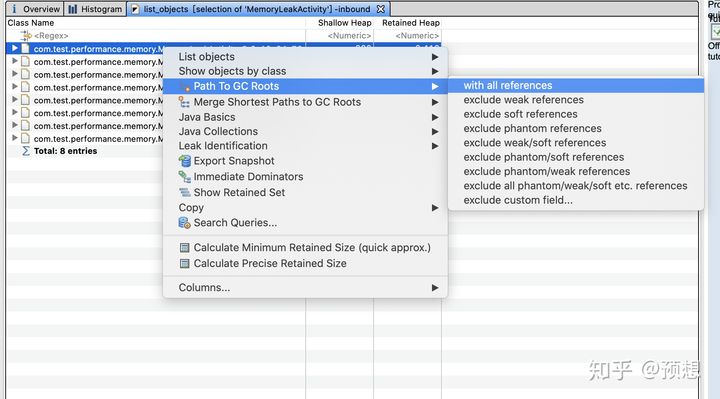 Overview Histogram list_objects [selection of 'MemoryLeakActivity'] -inbound
Class Name Shallow Heap Retained Heap
<Regex> <Numeric> <Numeric>
com.test.performance.memory.M
com.test.performance.memory.M
com.test.performance.memory.M
com.test.performance.memory.M
com.test.performance.memory.M
com.test.performance.memory.M
com.test.performance.memory.M
com.test.performance.memory.M
Total: 8 entries
List objects
Show objects by class
Path To GC Roots
Merge Shortest Paths to GC Roots
Java Basics
Java Collections
Leak Identification
Export Snapshot
Immediate Dominators
Show Retained Set
Copy
Search Queries...
Calculate Minimum Retained Size (quick approx.)
Calculate Precise Retained Size
Columns...
with all references
exclude weak references
exclude soft references
exclude phantom references
exclude weak/soft references
exclude phantom/soft references
exclude phantom/weak references
exclude all phantom/weak/soft etc. references
exclude custom field...
Off
tuto
知乎 @预想